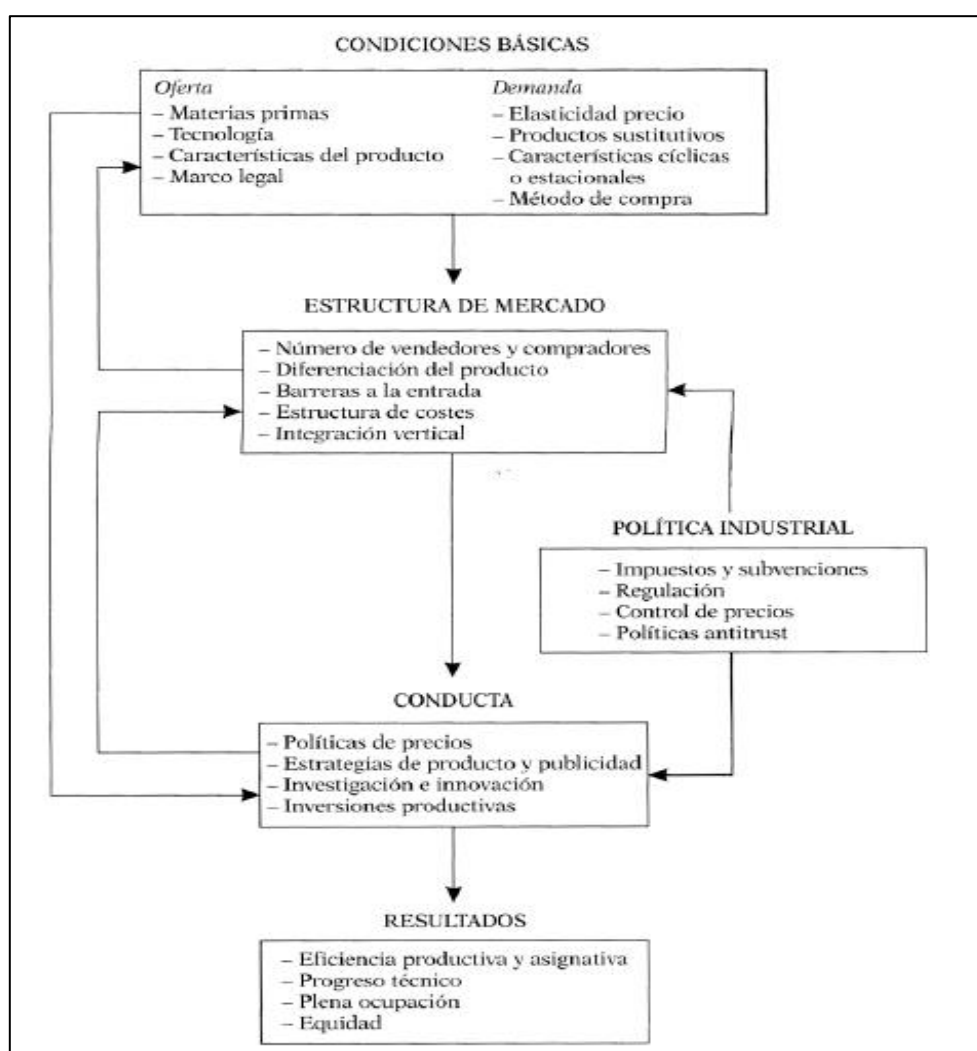 CONDICIONES BÁSICAS
Oferta
– Materias primas
– Tecnología
– Características del producto
– Marco legal
Demanda
– Elasticidad precio
– Productos sustitutivos
– Características cíclicas
o estacionales
– Método de compra
ESTRUCTURA DE MERCADO
– Número de vendedores y compradores
– Diferenciación del producto
– Barreras a la entrada
– Estructura de costes
– Integración vertical
POLÍTICA INDUSTRIAL
– Impuestos y subvenciones
– Regulación
– Control de precios
– Políticas antitrust
CONDUCTA
– Políticas de precios
– Estrategias de producto y publicidad
– Investigación e innovación
– Inversiones productivas
RESULTADOS
– Eficiencia productiva y asignativa
– Progreso técnico
– Plena ocupación
– Equidad